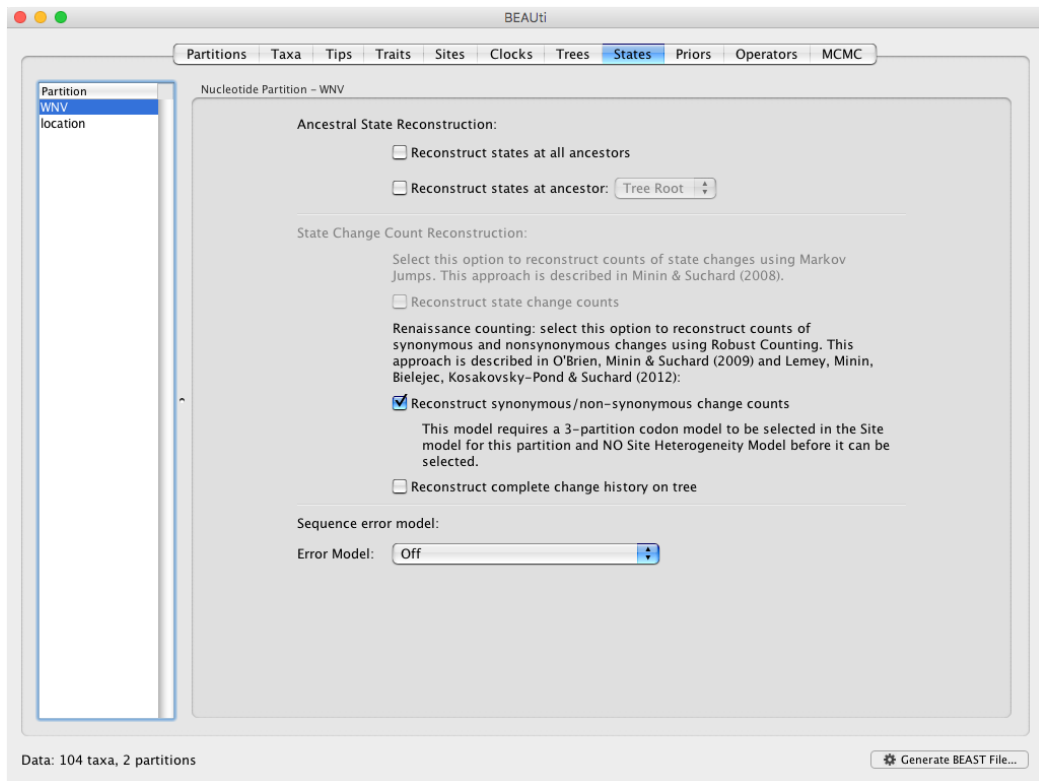 BEAUti
Partitions Taxa Tips Traits Sites Clocks Trees States Priors Operators MCMC
Partition
WNV
location
Nucleotide Partition – WNV
Ancestral State Reconstruction:
Reconstruct states at all ancestors
Reconstruct states at ancestor: Tree Root
State Change Count Reconstruction:
Select this option to reconstruct counts of state changes using Markov
Jumps. This approach is described in Minin & Suchard (2008).
Reconstruct state change counts
Renaissance counting: select this option to reconstruct counts of
synonymous and nonsynonymous changes using Robust Counting. This
approach is described in O'Brien, Minin & Suchard (2009) and Lemey, Minin,
Bielejec, Kosakovsky-Pond & Suchard (2012):
Reconstruct synonymous/non-synonymous change counts
This model requires a 3-partition codon model to be selected in the Site
model for this partition and NO Site Heterogeneity Model before it can be
selected.
Reconstruct complete change history on tree
Sequence error model:
Error Model: Off
Data: 104 taxa, 2 partitions
Generate BEAST File...